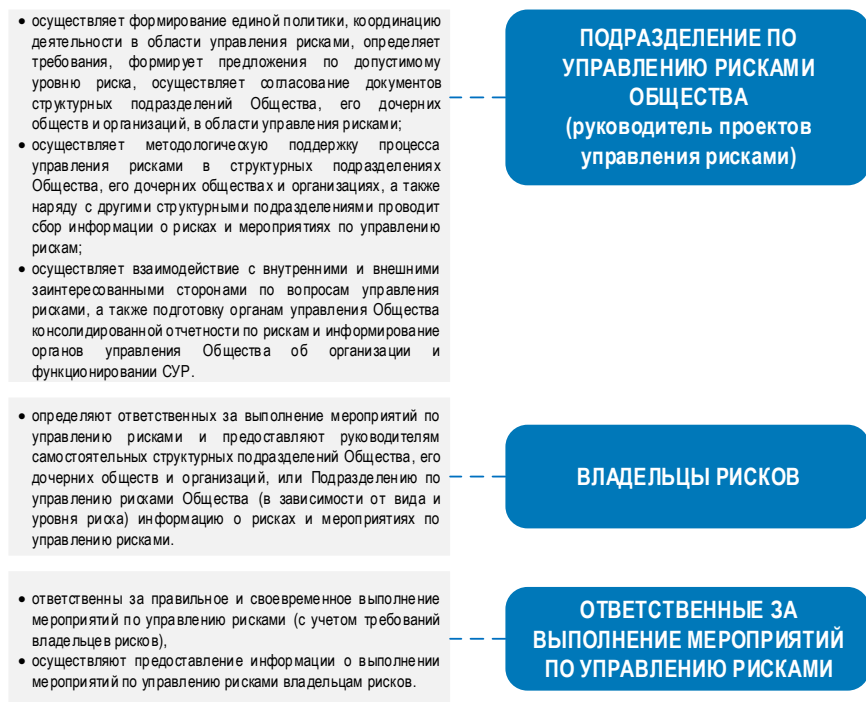 • осуществляет формирование единой политики, координацию
деятельности в области управления рисками, определяет
требования, формирует предложения по допустимому
уровню риска, осуществляет согласование документов
структурных подразделений Общества, его дочерних
обществ и организаций, в области управления рисками;
• осуществляет методологическую поддержку процесса
управления рисками в структурных подразделениях
Общества, его дочерних обществах и организациях, а также
наряду с другими структурными подразделениями проводит
сбор информации о рисках и мероприятиях по управлению
рискам;
• осуществляет взаимодействие с внутренними и внешними
заинтересованными сторонами по вопросам управления
рисками, а также подготовку органам управления Общества
консолидированной отчетности по рискам и информирование
органов управления Общества об организации и
функционировании СУР.
ПОДРАЗДЕЛЕНИЕ ПО
УПРАВЛЕНИЮ РИСКАМИ
ОБЩЕСТВА
(руководитель проектов
управления рисками)
• определяют ответственных за выполнение мероприятий по
управлению рисками и предоставляют руководителям
самостоятельных структурных подразделений Общества, его
дочерних обществ и организаций, или Подразделению по
управлению рисками Общества (в зависимости от вида и
уровня риска) информацию о рисках и мероприятиях по
управлению рисками.
ВЛАДЕЛЬЦЫ РИСКОВ
• ответственны за правильное и своевременное выполнение
мероприятий по управлению рисками (с учетом требований
владельцев рисков),
• осуществляют предоставление информации о выполнении
мероприятий по управлению рисками владельцам рисков.
ОТВЕТСТВЕННЫЕ ЗА
ВЫПОЛНЕНИЕ МЕРОПРИЯТИЙ
ПО УПРАВЛЕНИЮ РИСКАМИ